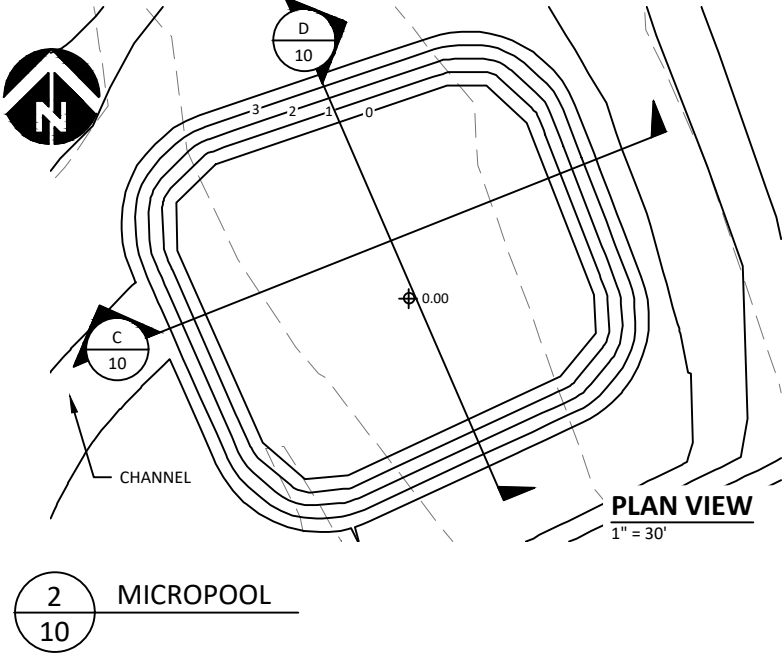 D
10
N
3 2 1 0
0.00
C
10
CHANNEL
PLAN VIEW
1" = 30'
2
10
MICROPOOL